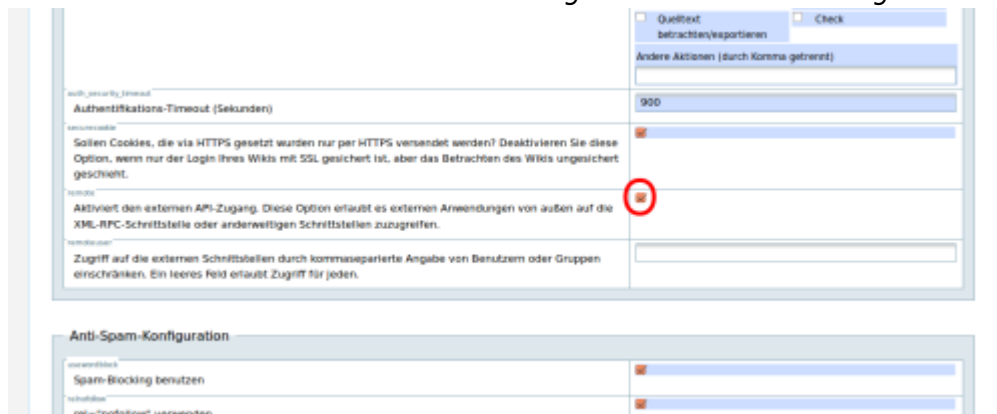 Quelltext
betrachten/exportieren
Check
Andere Aktionen (durch Komma getrennt)
auth_security_timeout
Authentifikations-Timeout (Sekunden)
900
securecookie
Sollen Cookies, die via HTTPS gesetzt wurden nur per HTTPS versendet werden? Deaktivieren Sie diese
Option, wenn nur der Login Ihres Wikis mit SSL gesichert ist, aber das Betrachten des Wikis ungesichert
geschieht.
remote
Aktiviert den externen API-Zugang. Diese Option erlaubt es externen Anwendungen von außen auf die
XML-RPC-Schnittstelle oder anderweitigen Schnittstellen zuzugreifen.
remoteuser
Zugriff auf die externen Schnittstellen durch kommaseparierte Angabe von Benutzern oder Gruppen
einschränken. Ein leeres Feld erlaubt Zugriff für jeden.
Anti-Spam-Konfiguration
usewordblock
Spam-Blocking benutzen
relnofollow
rel="nofollow" verwenden